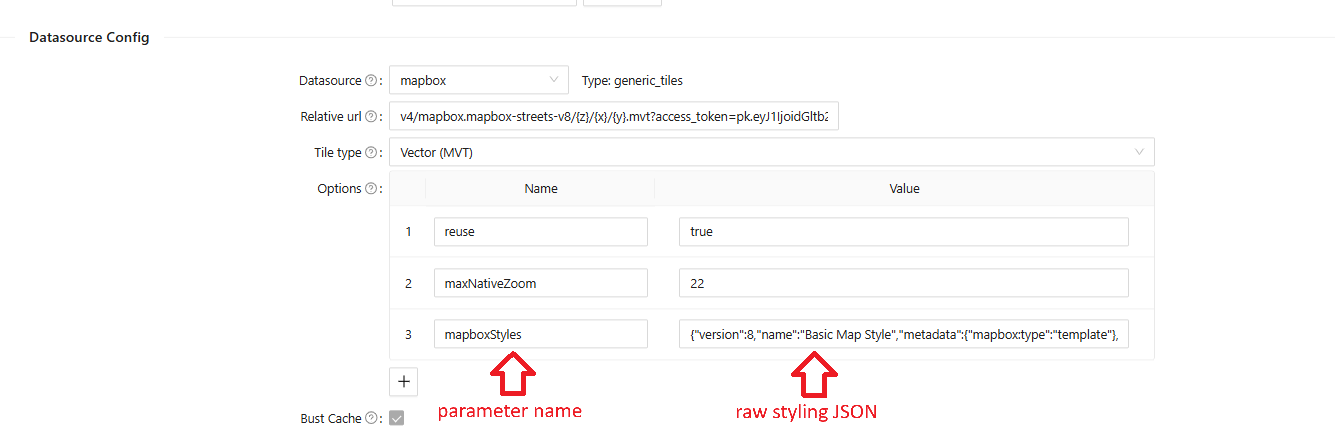 Datasource Config
Datasource ? : mapbox Type: generic_tiles
Relative url ? : v4/mapbox.mapbox-streets-v8/{z}/{x}/{y}.mvt?access_token=pk.eyJ1IjoidGltb2
Tile type ? : Vector (MVT)
Options ? : Name Value
1 reuse true
2 maxNativeZoom 22
3 mapboxStyles {"version":8,"name":"Basic Map Style","metadata":{"mapbox:type":"template"},
+
parameter name raw styling JSON
Bust Cache ? :